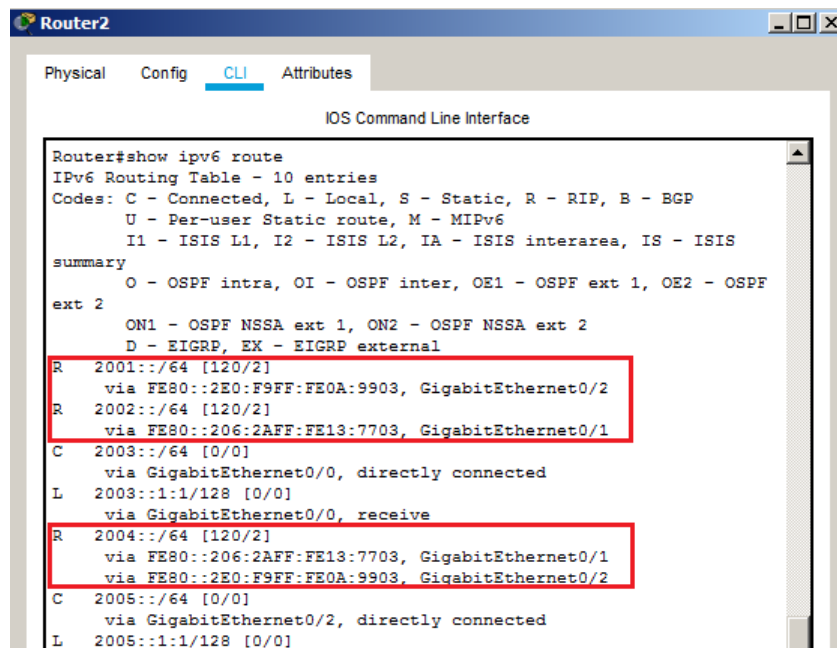 Router2
Physical Config CLI Attributes
IOS Command Line Interface
Router#show ipv6 route
IPv6 Routing Table - 10 entries
Codes: C - Connected, L - Local, S - Static, R - RIP, B - BGP
U - Per-user Static route, M - MIPv6
I1 - ISIS L1, I2 - ISIS L2, IA - ISIS interarea, IS - ISIS
summary
O - OSPF intra, OI - OSPF inter, OE1 - OSPF ext 1, OE2 - OSPF
ext 2
ON1 - OSPF NSSA ext 1, ON2 - OSPF NSSA ext 2
D - EIGRP, EX - EIGRP external
R 2001::/64 [120/2]
via FE80::2E0:F9FF:FE0A:9903, GigabitEthernet0/2
R 2002::/64 [120/2]
via FE80::206:2AFF:FE13:7703, GigabitEthernet0/1
C 2003::/64 [0/0]
via GigabitEthernet0/0, directly connected
L 2003::1:1/128 [0/0]
via GigabitEthernet0/0, receive
R 2004::/64 [120/2]
via FE80::206:2AFF:FE13:7703, GigabitEthernet0/1
via FE80::2E0:F9FF:FE0A:9903, GigabitEthernet0/2
C 2005::/64 [0/0]
via GigabitEthernet0/2, directly connected
L 2005::1:1/128 [0/0]